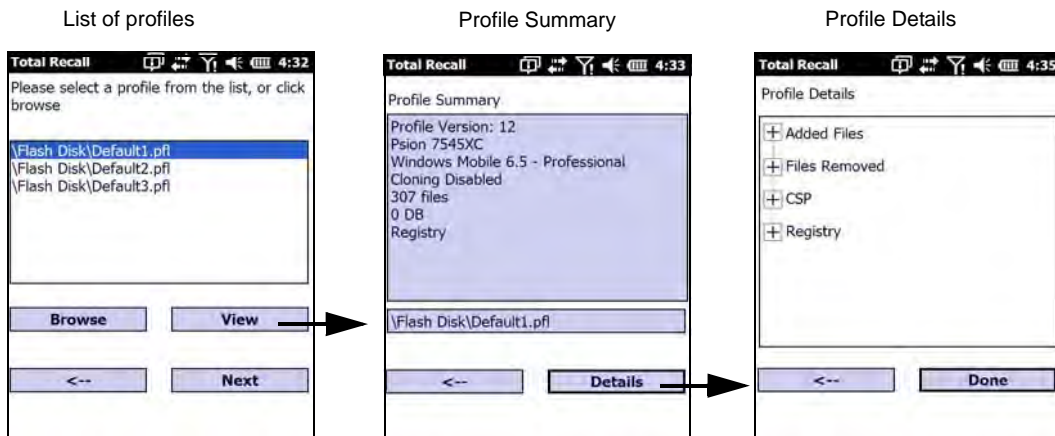 List of profiles
Total Recall 4:32
Please select a profile from the list, or click
browse
\Flash Disk\Default1.pfl
\Flash Disk\Default2.pfl
\Flash Disk\Default3.pfl
Browse View
<-- Next
Profile Summary
Total Recall 4:33
Profile Summary
Profile Version: 12
Psion 7545XC
Windows Mobile 6.5 - Professional
Cloning Disabled
307 files
0 DB
Registry
\Flash Disk\Default1.pfl
<-- Details
Profile Details
Total Recall 4:35
Profile Details
Added Files
Files Removed
CSP
Registry
<-- Done